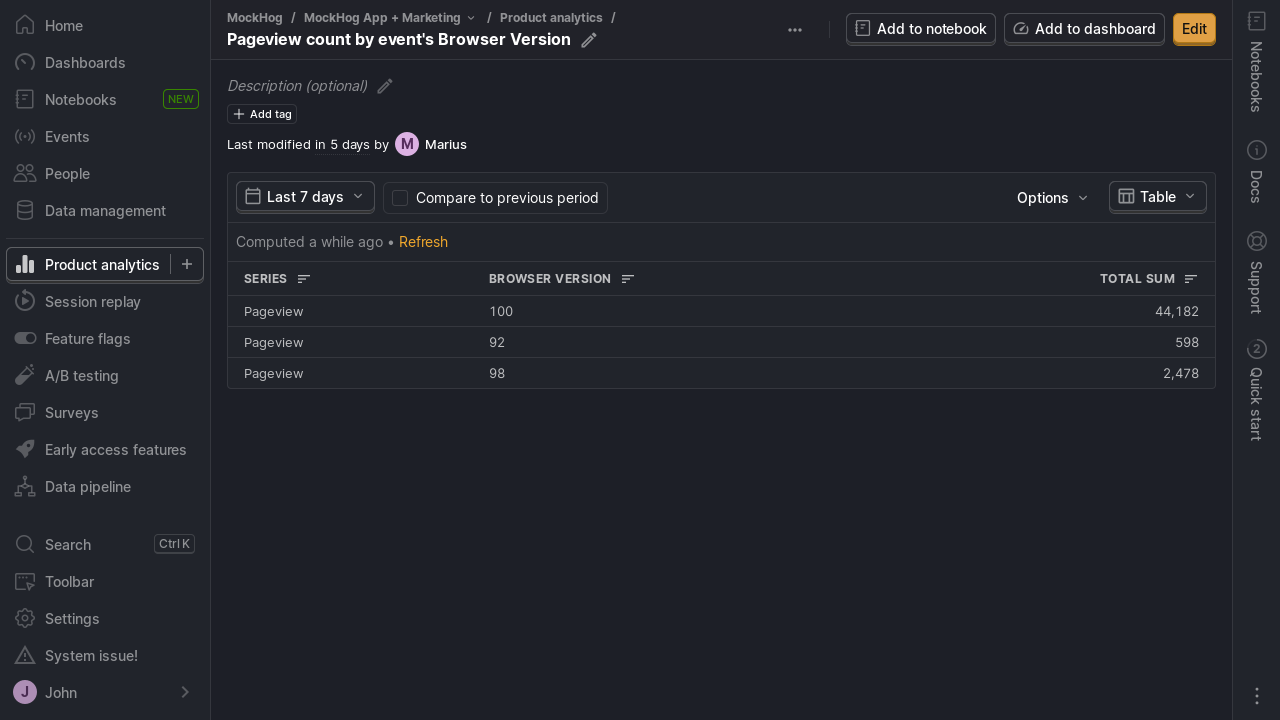 Home
Dashboards
Notebooks NEW
Events
People
Data management
Product analytics
Session replay
Feature flags
A/B testing
Surveys
Early access features
Data pipeline
Search Ctrl K
Toolbar
Settings
System issue!
J John
MockHog / MockHog App + Marketing / Product analytics /
Pageview count by event's Browser Version
Add to notebook
Add to dashboard
Edit
Description (optional)
Add tag
Last modified in 5 days by M Marius
Last 7 days
Compare to previous period
Options
Table
Computed a while ago • Refresh
SERIES BROWSER VERSION TOTAL SUM
Pageview 100 44,182
Pageview 92 598
Pageview 98 2,478
Notebooks
Docs
Support
2 Quick start